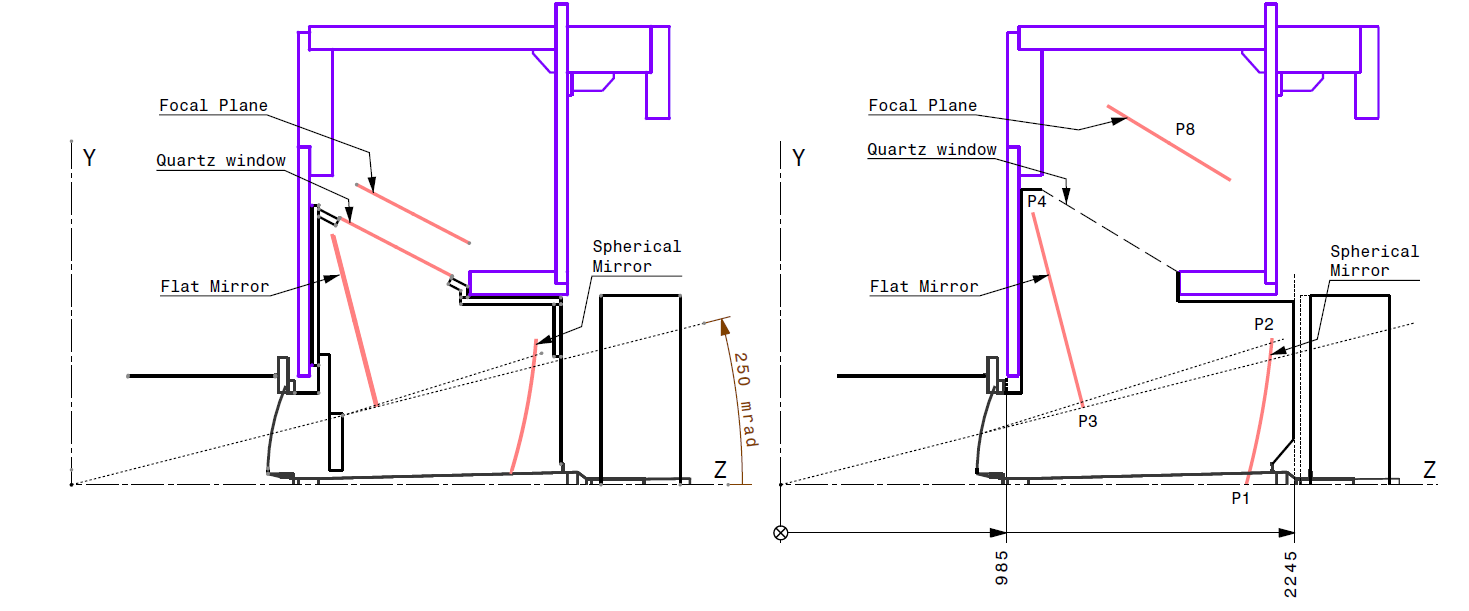 Focal Plane
Y
Quartz window
Spherical
Mirror
Flat Mirror
250 mrad
Z
Focal Plane
P8
Y
Quartz window
P4
Spherical
Mirror
Flat Mirror
P2
P3
Z
P1
985
2245